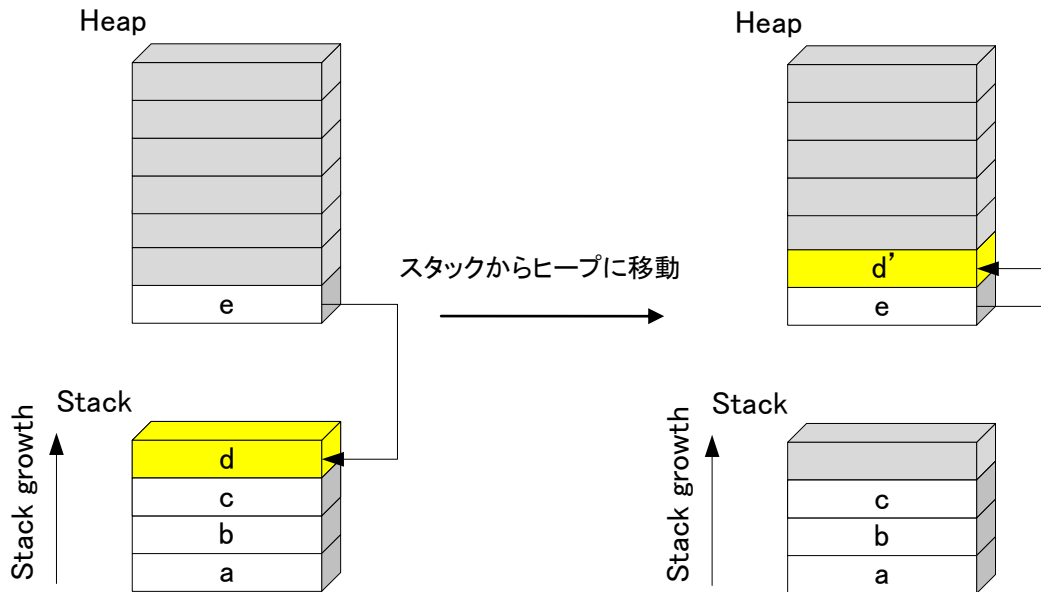 Heap
e
Stack
Stack growth
d
c
b
a
スタックからヒープに移動
Heap
d’
e
Stack
Stack growth
c
b
a